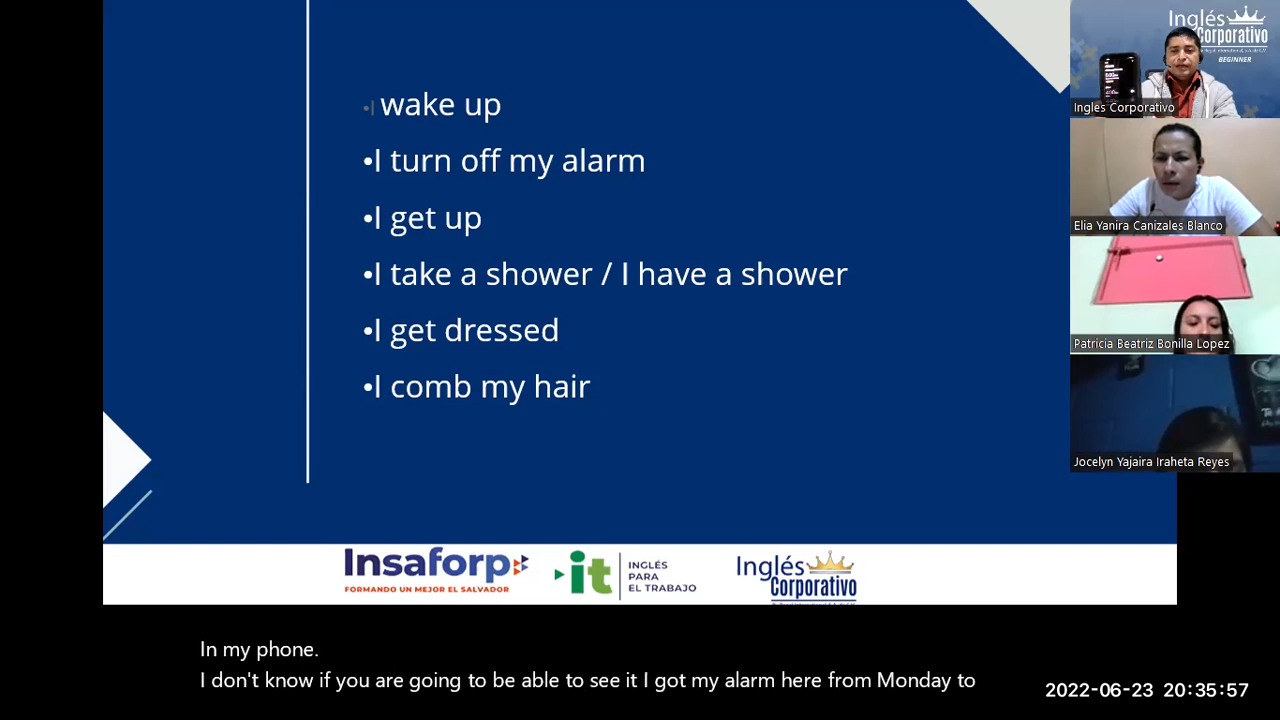 •I wake up
•I turn off my alarm
•I get up
•I take a shower / I have a shower
•I get dressed
•I comb my hair
Insaforp
FORMANDO UN MEJOR EL SALVADOR
it
INGLÉS
PARA
EL TRABAJO
Inglés
Corporativo
Inglés
Corporativo
BEGINNER
Ingles Corporativo
Elia Yanira Canizales Blanco
Patricia Beatriz Bonilla Lopez
Jocelyn Yajaira Iraheta Reyes
In my phone.
I don't know if you are going to be able to see it I got my alarm here from Monday to
2022-06-23 20:35:57